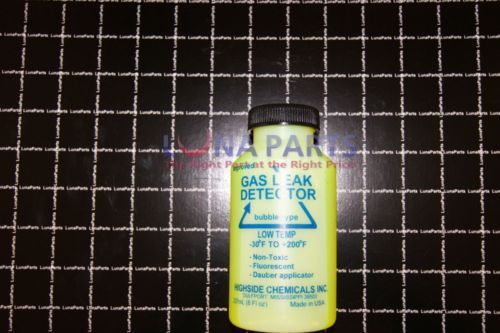 LUNA PARTS
The Right Part at the Right Price
Improved
GAS LEAK
DETECTOR
bubble type
LOW TEMP
-30°F TO +200°F
- Non-Toxic
- Fluorescent
- Dauber applicator
HIGHSIDE CHEMICALS INC.
GULFPORT, MISSISSIPPI 39503
237mL (8 Fl oz) Made in USA